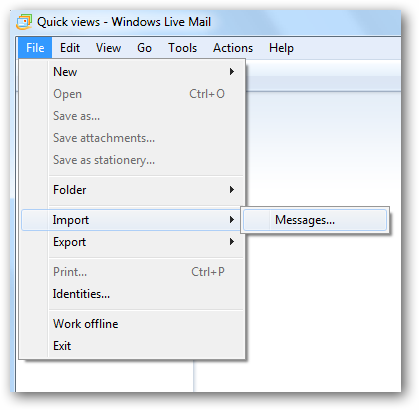 Quick views - Windows Live Mail
File Edit View Go Tools Actions Help
New
Open Ctrl+O
Save as...
Save attachments...
Save as stationery...
Folder
Import Messages...
Export
Print... Ctrl+P
Identities...
Work offline
Exit